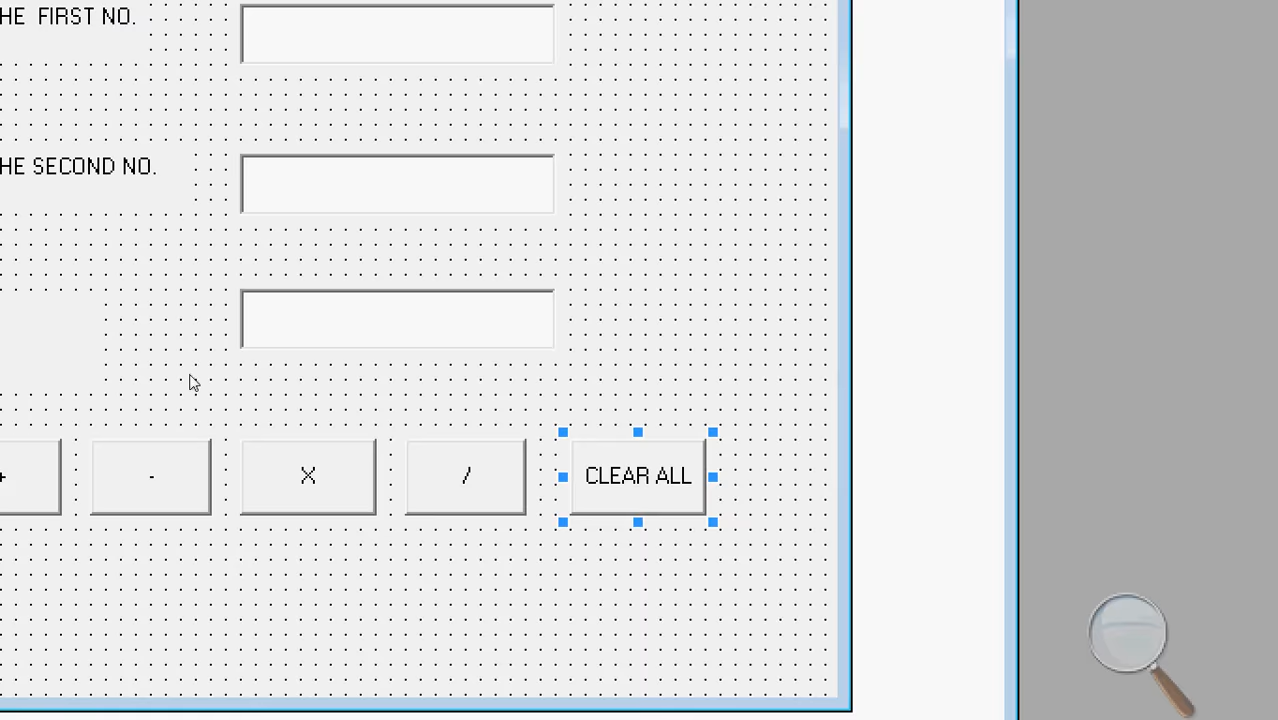 HE FIRST NO.
HE SECOND NO.
+ - X / CLEAR ALL